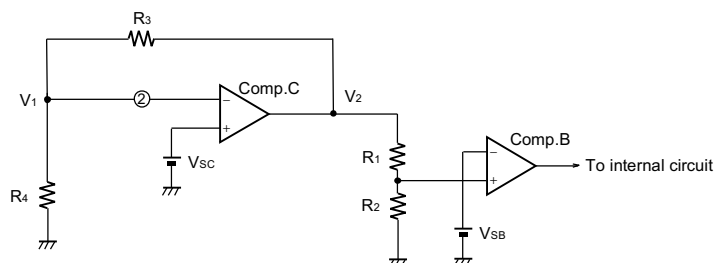 R3
Comp.C
V1
②
−
+
V2
VSC
R4
R1
R2
Comp.B
−
+
To internal circuit
VSB